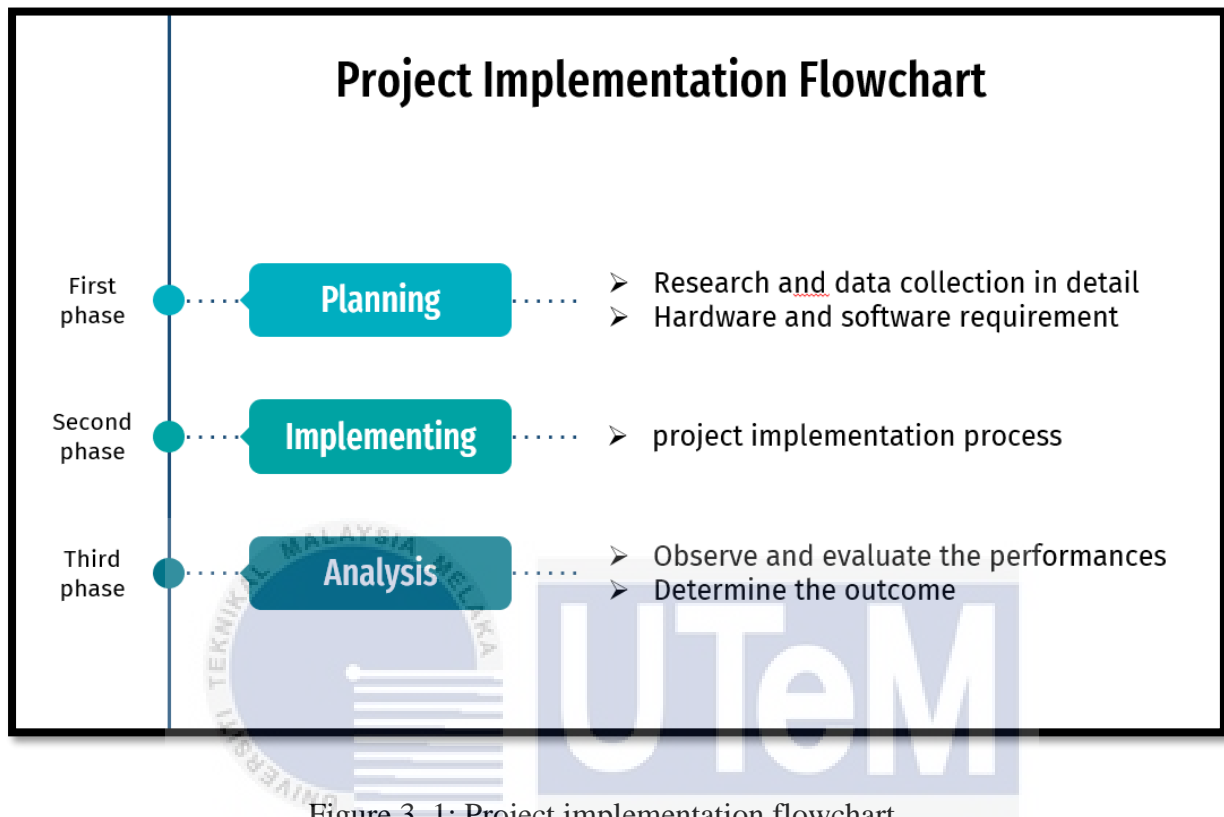 Project Implementation Flowchart
First
phase
Planning
➢ Research and data collection in detail
➢ Hardware and software requirement
Second
phase
Implementing
➢ project implementation process
Third
phase
Analysis
➢ Observe and evaluate the performances
➢ Determine the outcome
UNIVERSITI TEKNIKAL MALAYSIA MELAKA
UTeM
Figure 3. 1: Project implementation flowchart